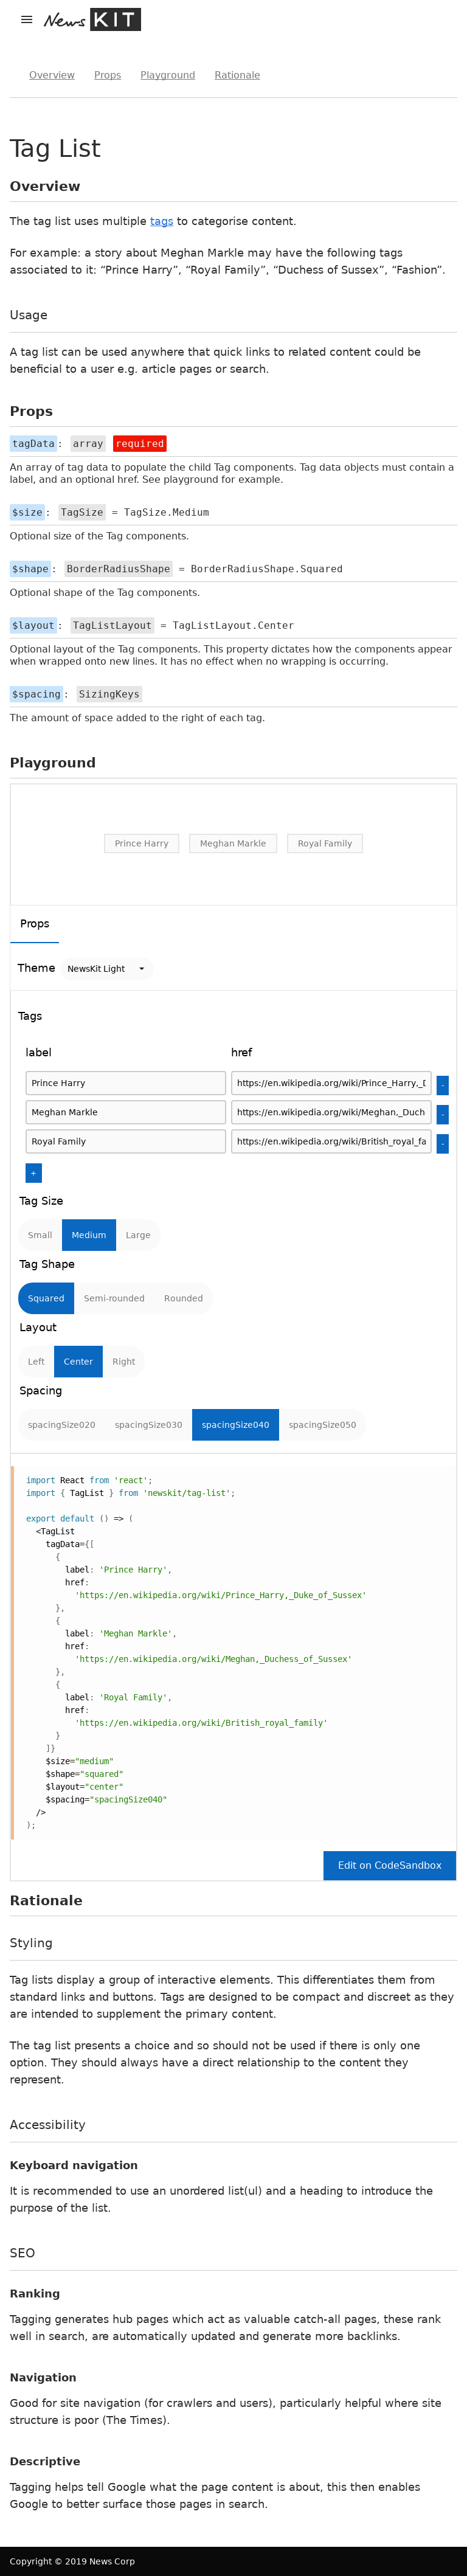 News KIT
Overview Props Playground Rationale
Tag List
Overview
The tag list uses multiple tags to categorise content.
For example: a story about Meghan Markle may have the following tags
associated to it: “Prince Harry”, “Royal Family”, “Duchess of Sussex”, “Fashion”.
Usage
A tag list can be used anywhere that quick links to related content could be
beneficial to a user e.g. article pages or search.
Props
tagData: array required
An array of tag data to populate the child Tag components. Tag data objects must contain a
label, and an optional href. See playground for example.
$size: TagSize = TagSize.Medium
Optional size of the Tag components.
$shape: BorderRadiusShape = BorderRadiusShape.Squared
Optional shape of the Tag components.
$layout: TagListLayout = TagListLayout.Center
Optional layout of the Tag components. This property dictates how the components appear
when wrapped onto new lines. It has no effect when no wrapping is occurring.
$spacing: SizingKeys
The amount of space added to the right of each tag.
Playground
Prince Harry Meghan Markle Royal Family
Props
Theme NewsKit Light
Tags
label href
Prince Harry https://en.wikipedia.org/wiki/Prince_Harry,_D -
Meghan Markle https://en.wikipedia.org/wiki/Meghan,_Duch -
Royal Family https://en.wikipedia.org/wiki/British_royal_fa -
+
Tag Size
Small Medium Large
Tag Shape
Squared Semi-rounded Rounded
Layout
Left Center Right
Spacing
spacingSize020 spacingSize030 spacingSize040 spacingSize050
import React from 'react';
import { TagList } from 'newskit/tag-list';
export default () => (
<TagList
tagData={[
{
label: 'Prince Harry',
href:
'https://en.wikipedia.org/wiki/Prince_Harry,_Duke_of_Sussex'
},
{
label: 'Meghan Markle',
href:
'https://en.wikipedia.org/wiki/Meghan,_Duchess_of_Sussex'
},
{
label: 'Royal Family',
href:
'https://en.wikipedia.org/wiki/British_royal_family'
}
]}
$size="medium"
$shape="squared"
$layout="center"
$spacing="spacingSize040"
/>
);
Edit on CodeSandbox
Rationale
Styling
Tag lists display a group of interactive elements. This differentiates them from
standard links and buttons. Tags are designed to be compact and discreet as they
are intended to supplement the primary content.
The tag list presents a choice and so should not be used if there is only one
option. They should always have a direct relationship to the content they
represent.
Accessibility
Keyboard navigation
It is recommended to use an unordered list(ul) and a heading to introduce the
purpose of the list.
SEO
Ranking
Tagging generates hub pages which act as valuable catch-all pages, these rank
well in search, are automatically updated and generate more backlinks.
Navigation
Good for site navigation (for crawlers and users), particularly helpful where site
structure is poor (The Times).
Descriptive
Tagging helps tell Google what the page content is about, this then enables
Google to better surface those pages in search.
Copyright © 2019 News Corp